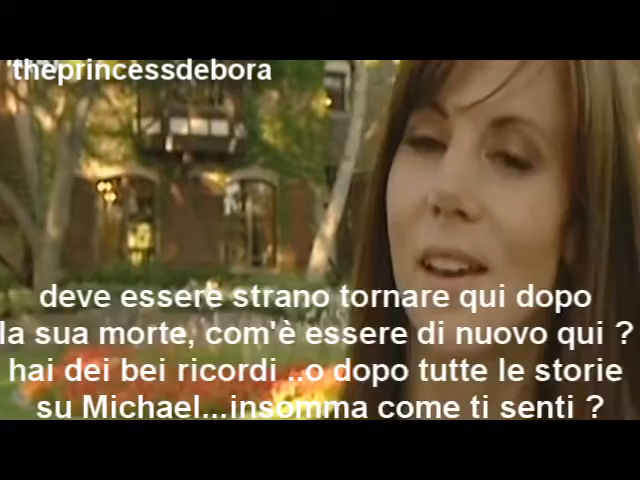 "theprincessdebora
deve essere strano tornare qui dopo
la sua morte, com'è essere di nuovo qui ?
hai dei bei ricordi ..o dopo tutte le storie
su Michael...insomma come ti senti ?